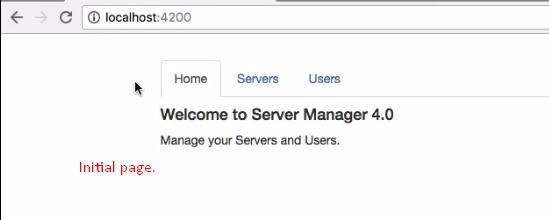 localhost:4200
Home Servers Users
Welcome to Server Manager 4.0
Manage your Servers and Users.
Initial page.